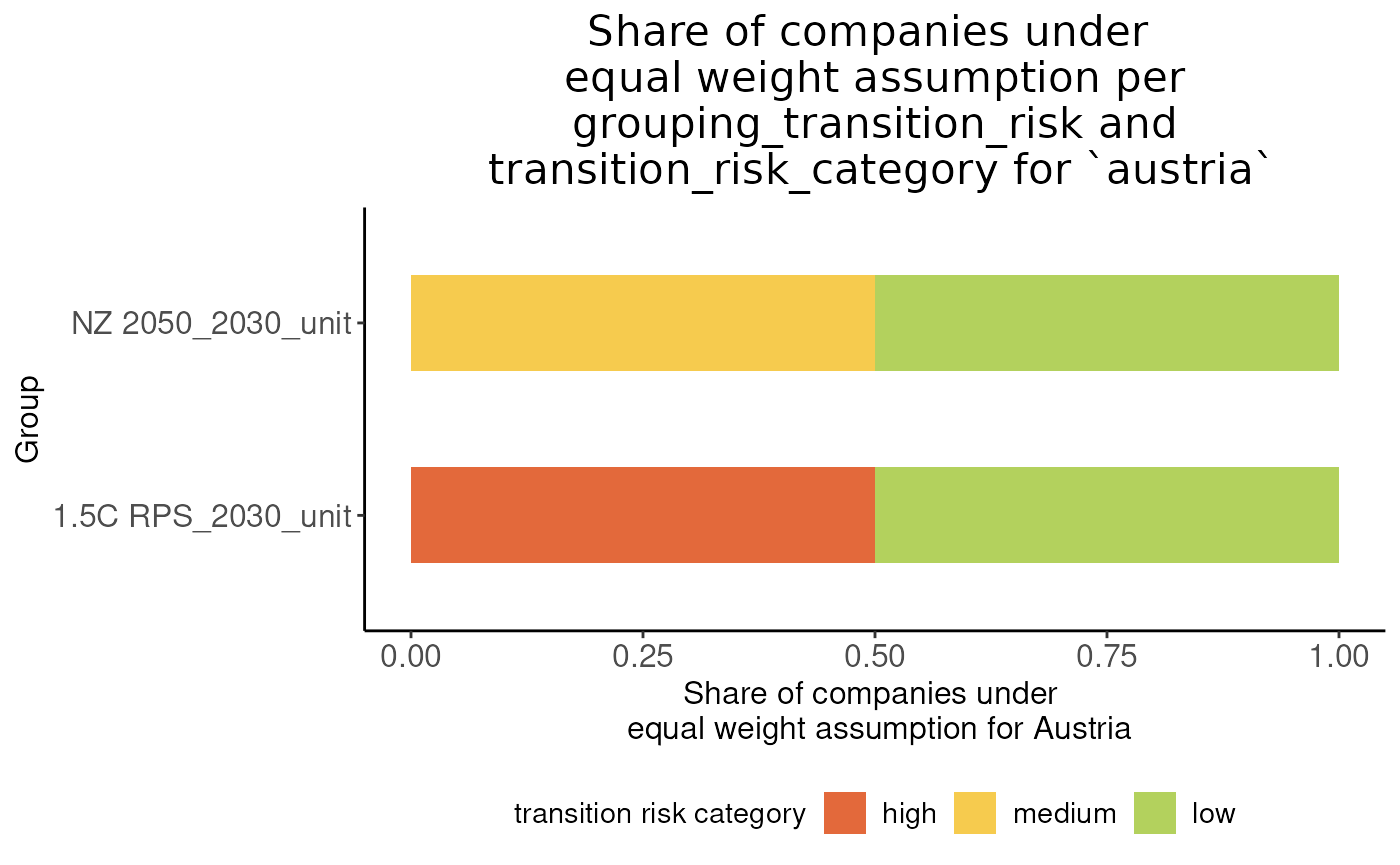 Share of companies under
equal weight assumption per
grouping_transition_risk and
transition_risk_category for `austria`
Group
NZ 2050_2030_unit
1.5C RPS_2030_unit
0.00 0.25 0.50 0.75 1.00
Share of companies under
equal weight assumption for Austria
transition risk category high medium low